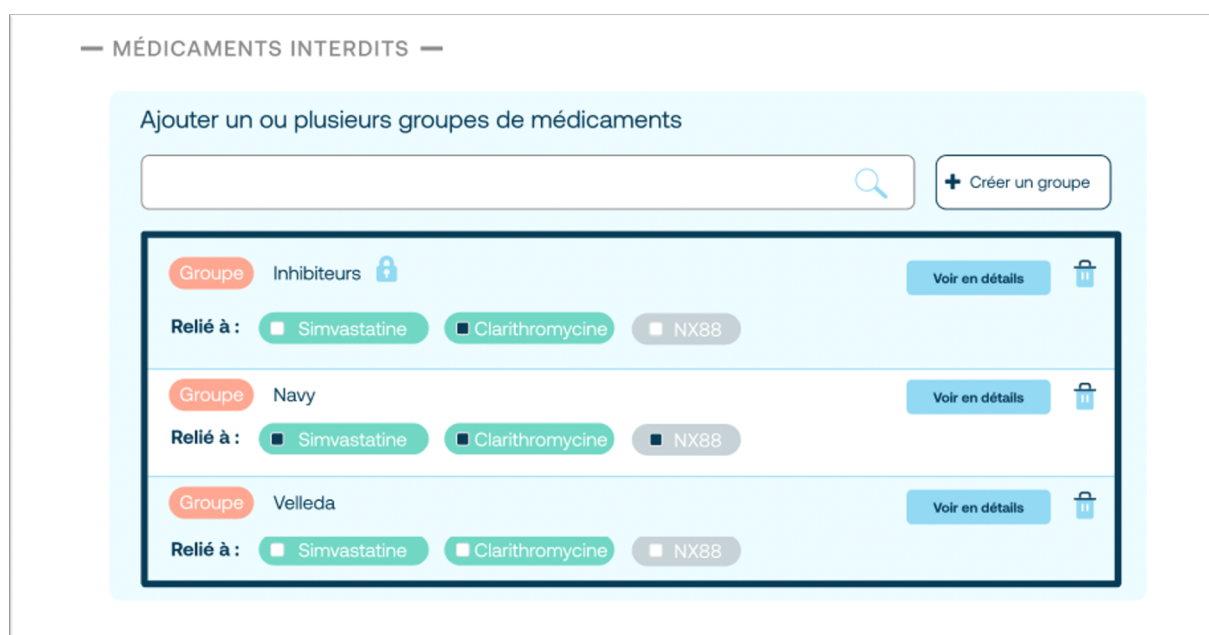 — MÉDICAMENTS INTERDITS —
Ajouter un ou plusieurs groupes de médicaments
+ Créer un groupe
Groupe Inhibiteurs Voir en détails
Relié à : Simvastatine Clarithromycine NX88
Groupe Navy Voir en détails
Relié à : Simvastatine Clarithromycine NX88
Groupe Velleda Voir en détails
Relié à : Simvastatine Clarithromycine NX88